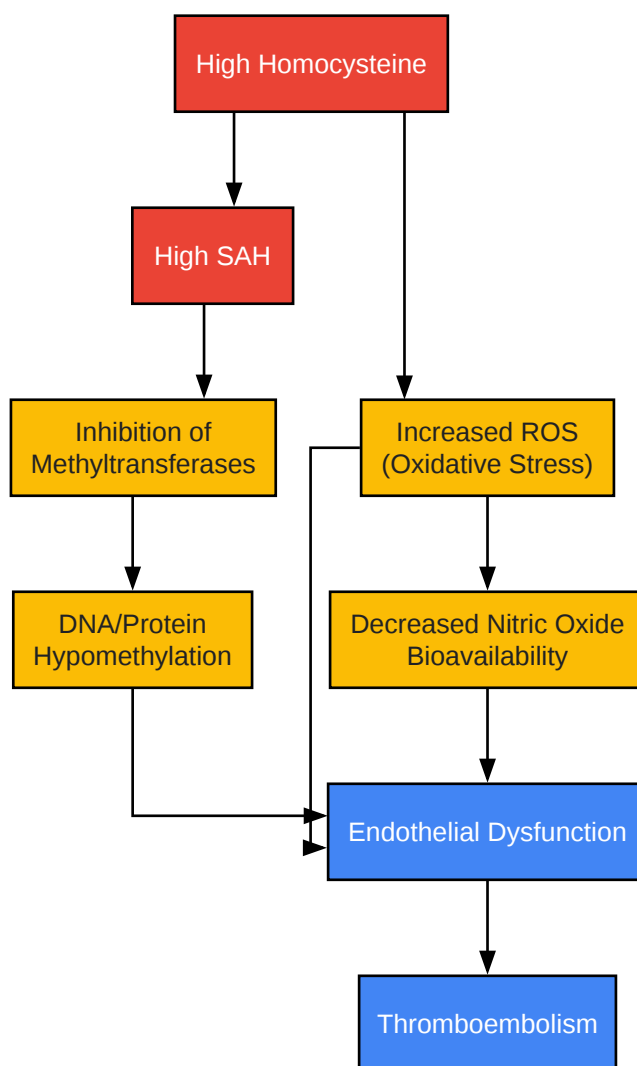 High Homocysteine
High SAH
Inhibition of
Methyltransferases
Increased ROS
(Oxidative Stress)
DNA/Protein
Hypomethylation
Decreased Nitric Oxide
Bioavailability
Endothelial Dysfunction
Thromboembolism